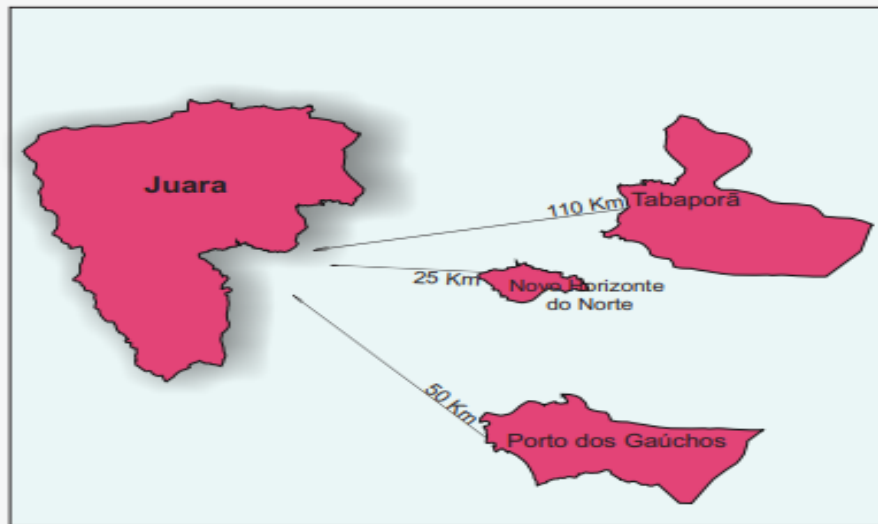 Juara
110 Km
Tabaporã
25 Km
Novo Horizonte
do Norte
50 Km
Porto dos Gaúchos